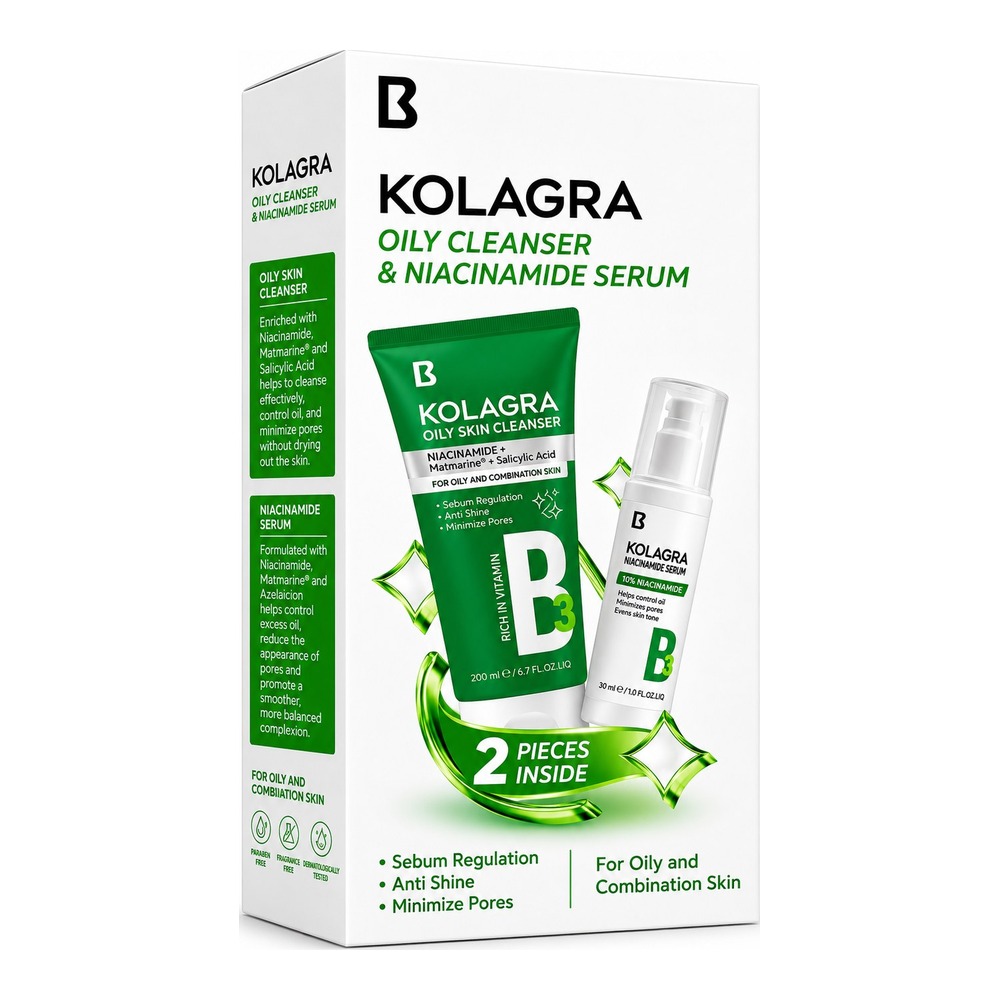 B
KOLAGRA
OILY CLEANSER
& NIACINAMIDE SERUM
B
KOLAGRA
OILY SKIN CLEANSER
NIACINAMIDE +
Matmarine® + Salicylic Acid
FOR OILY AND COMBINATION SKIN
• Sebum Regulation
• Anti Shine
• Minimize Pores
RICH IN VITAMIN
B3
200 ml ℮ / 6.7 FL.OZ.LIQ
B
KOLAGRA
NIACINAMIDE SERUM
10% NIACINAMIDE
Helps control oil
Minimizes pores
Evens skin tone
B3
30 ml ℮ / 1.0 FL.OZ.LIQ
2 PIECES
INSIDE
• Sebum Regulation
• Anti Shine
• Minimize Pores
For Oily and
Combination Skin
KOLAGRA
OILY CLEANSER
& NIACINAMIDE SERUM
OILY SKIN
CLEANSER
Enriched with
Niacinamide,
Matmarine® and
Salicylic Acid
helps to cleanse
effectively,
control oil, and
minimize pores
without drying
out the skin.
NIACINAMIDE
SERUM
Formulated with
Niacinamide,
Matmarine® and
Azelaicion
helps control
excess oil,
reduce the
appearance of
pores and
promote a
smoother,
more balanced
complexion.
FOR OILY AND
COMBIIATION SKIN
PARABEN
FREE
FRAGRANCE
FREE
DERMATOLOGICALLY
TESTED